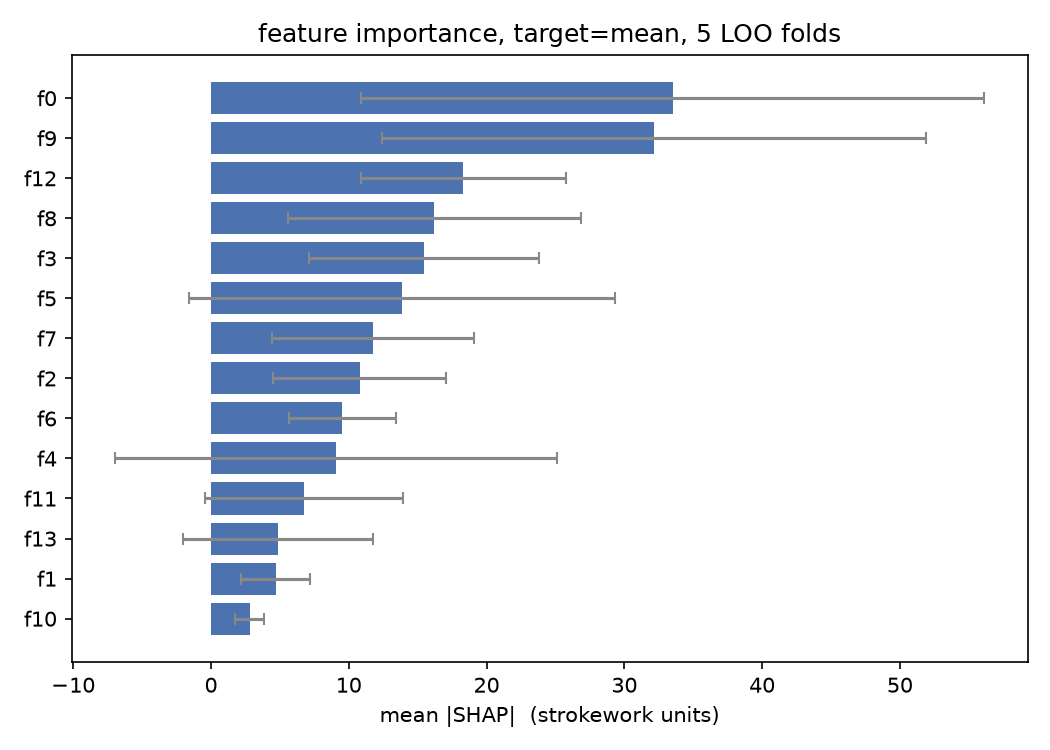 feature importance, target=mean, 5 LOO folds
f0
f9
f12
f8
f3
f5
f7
f2
f6
f4
f11
f13
f1
f10
−10 0 10 20 30 40 50
mean |SHAP|  (strokework units)